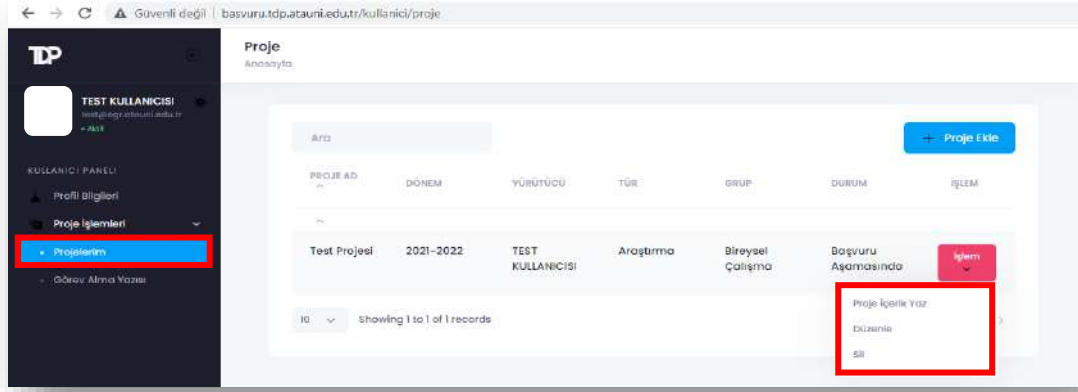 Güvenli değil | basvuru.tdp.atauni.edu.tr/kullanici/proje
TDP
Proje
Anasayfa
TEST KULLANICISI
test@ogr.atauni.edu.tr
Aktif
KULLANICI PANELİ
Profil Bilgileri
Proje İşlemleri
Projelerim
Görev Alma Yazısı
Ara
+ Proje Ekle
PROJE AD
DÖNEM
YÜRÜTÜCÜ
TÜR
GRUP
DURUM
İŞLEM
Test Projesi
2021-2022
TEST
KULLANICISI
Araştırma
Bireysel
Çalışma
Başvuru
Aşamasında
İşlem
Proje İçerik Yaz
Düzenle
Sil
10
Showing 1 to 1 of 1 records